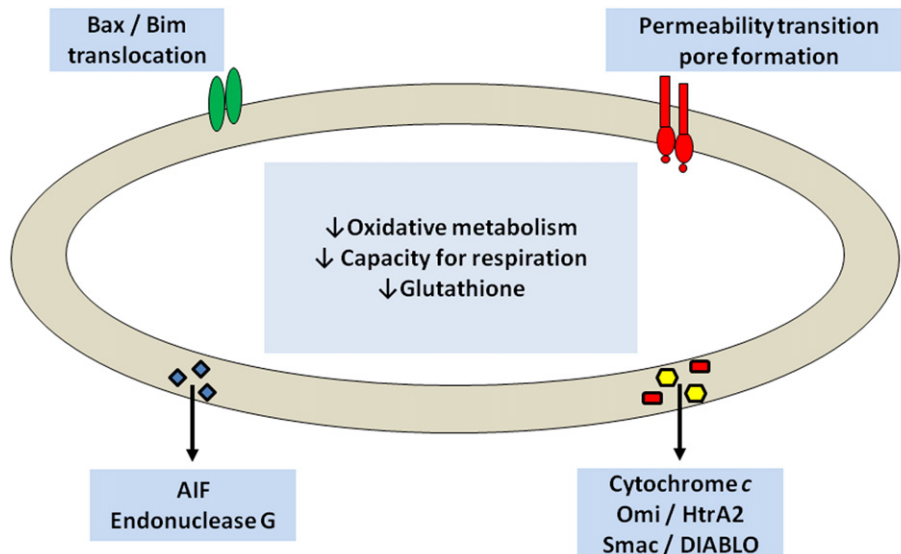 Bax / Bim
translocation
Permeability transition
pore formation
↓Oxidative metabolism
↓ Capacity for respiration
↓Glutathione
AIF
Endonuclease G
Cytochrome c
Omi / HtrA2
Smac / DIABLO